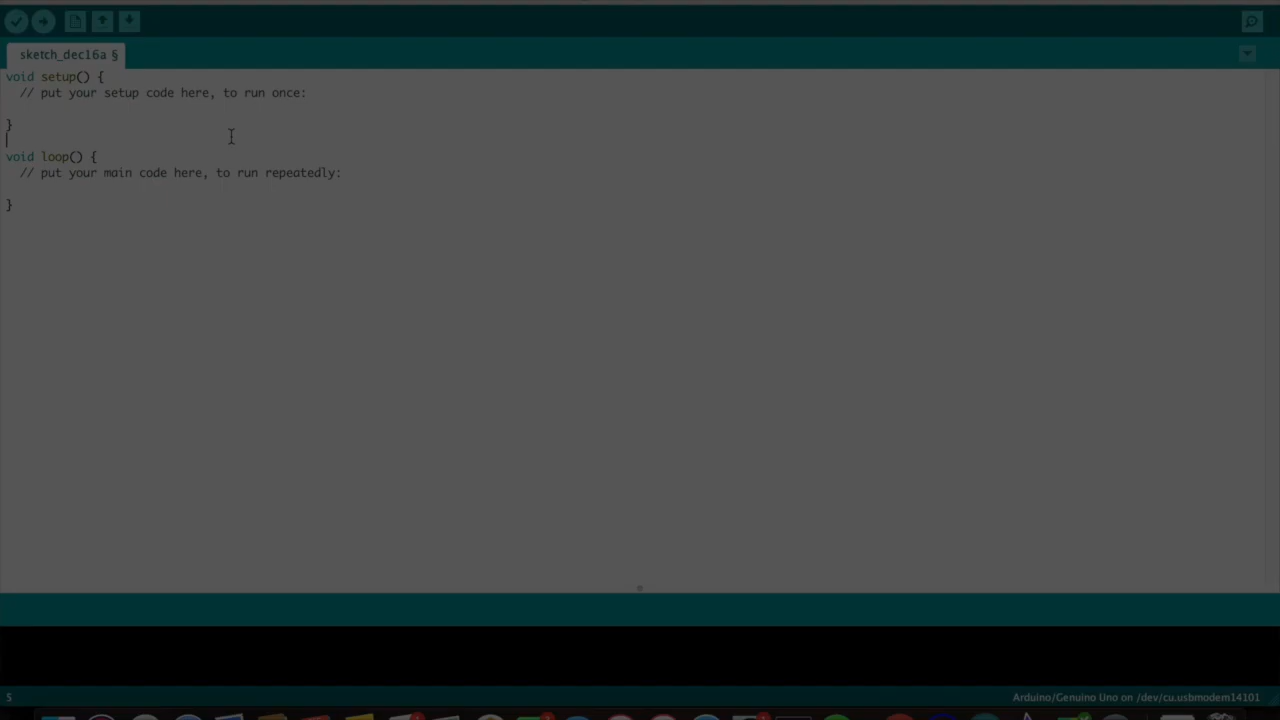 sketch_dec16a §
void setup() {
// put your setup code here, to run once:
}
void loop() {
// put your main code here, to run repeatedly:
}
5
Arduino/Genuino Uno on /dev/cu.usbmodem14101